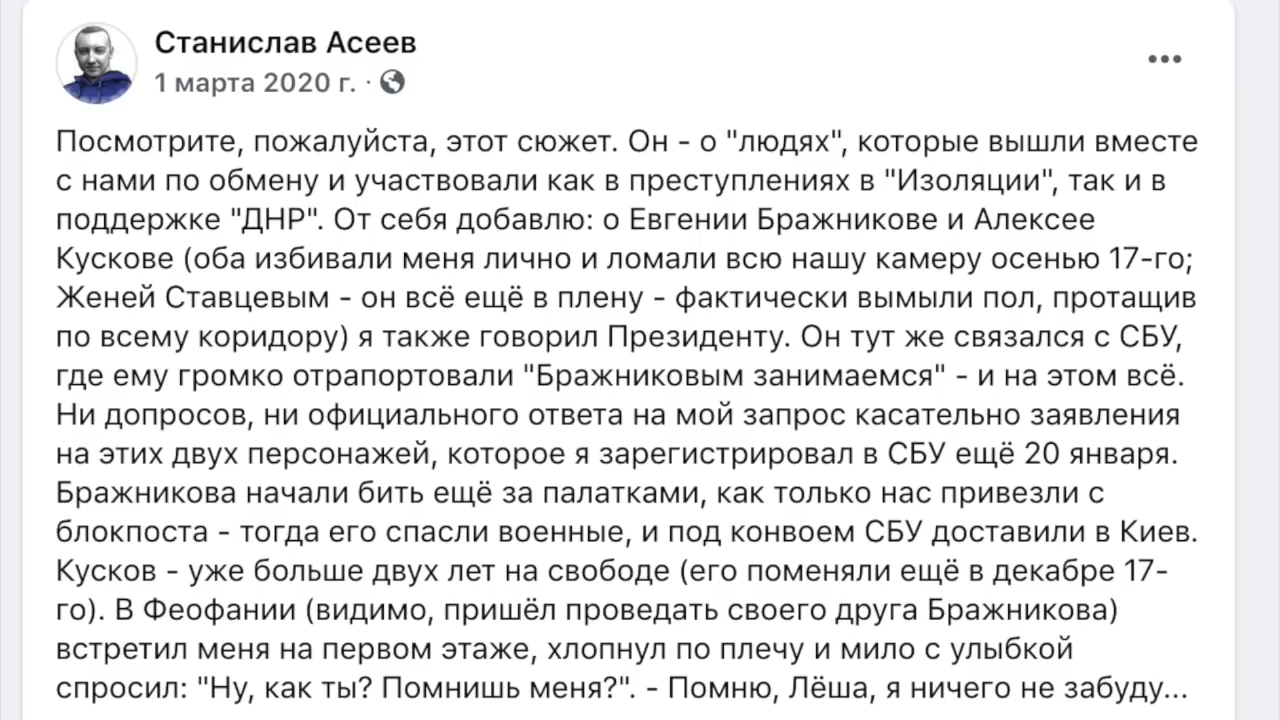 Станислав Асеев
1 марта 2020 г. ·
Посмотрите, пожалуйста, этот сюжет. Он - о "людях", которые вышли вместе
с нами по обмену и участвовали как в преступлениях в "Изоляции", так и в
поддержке "ДНР". От себя добавлю: о Евгении Бражникове и Алексее
Кускове (оба избивали меня лично и ломали всю нашу камеру осенью 17-го;
Женей Ставцевым - он всё ещё в плену - фактически вымыли пол, протащив
по всему коридору) я также говорил Президенту. Он тут же связался с СБУ,
где ему громко отрапортовали "Бражниковым занимаемся" - и на этом всё.
Ни допросов, ни официального ответа на мой запрос касательно заявления
на этих двух персонажей, которое я зарегистрировал в СБУ ещё 20 января.
Бражникова начали бить ещё за палатками, как только нас привезли с
блокпоста - тогда его спасли военные, и под конвоем СБУ доставили в Киев.
Кусков - уже больше двух лет на свободе (его поменяли ещё в декабре 17-
го). В Феофании (видимо, пришёл проведать своего друга Бражникова)
встретил меня на первом этаже, хлопнул по плечу и мило с улыбкой
спросил: "Ну, как ты? Помнишь меня?". - Помню, Лёша, я ничего не забуду...